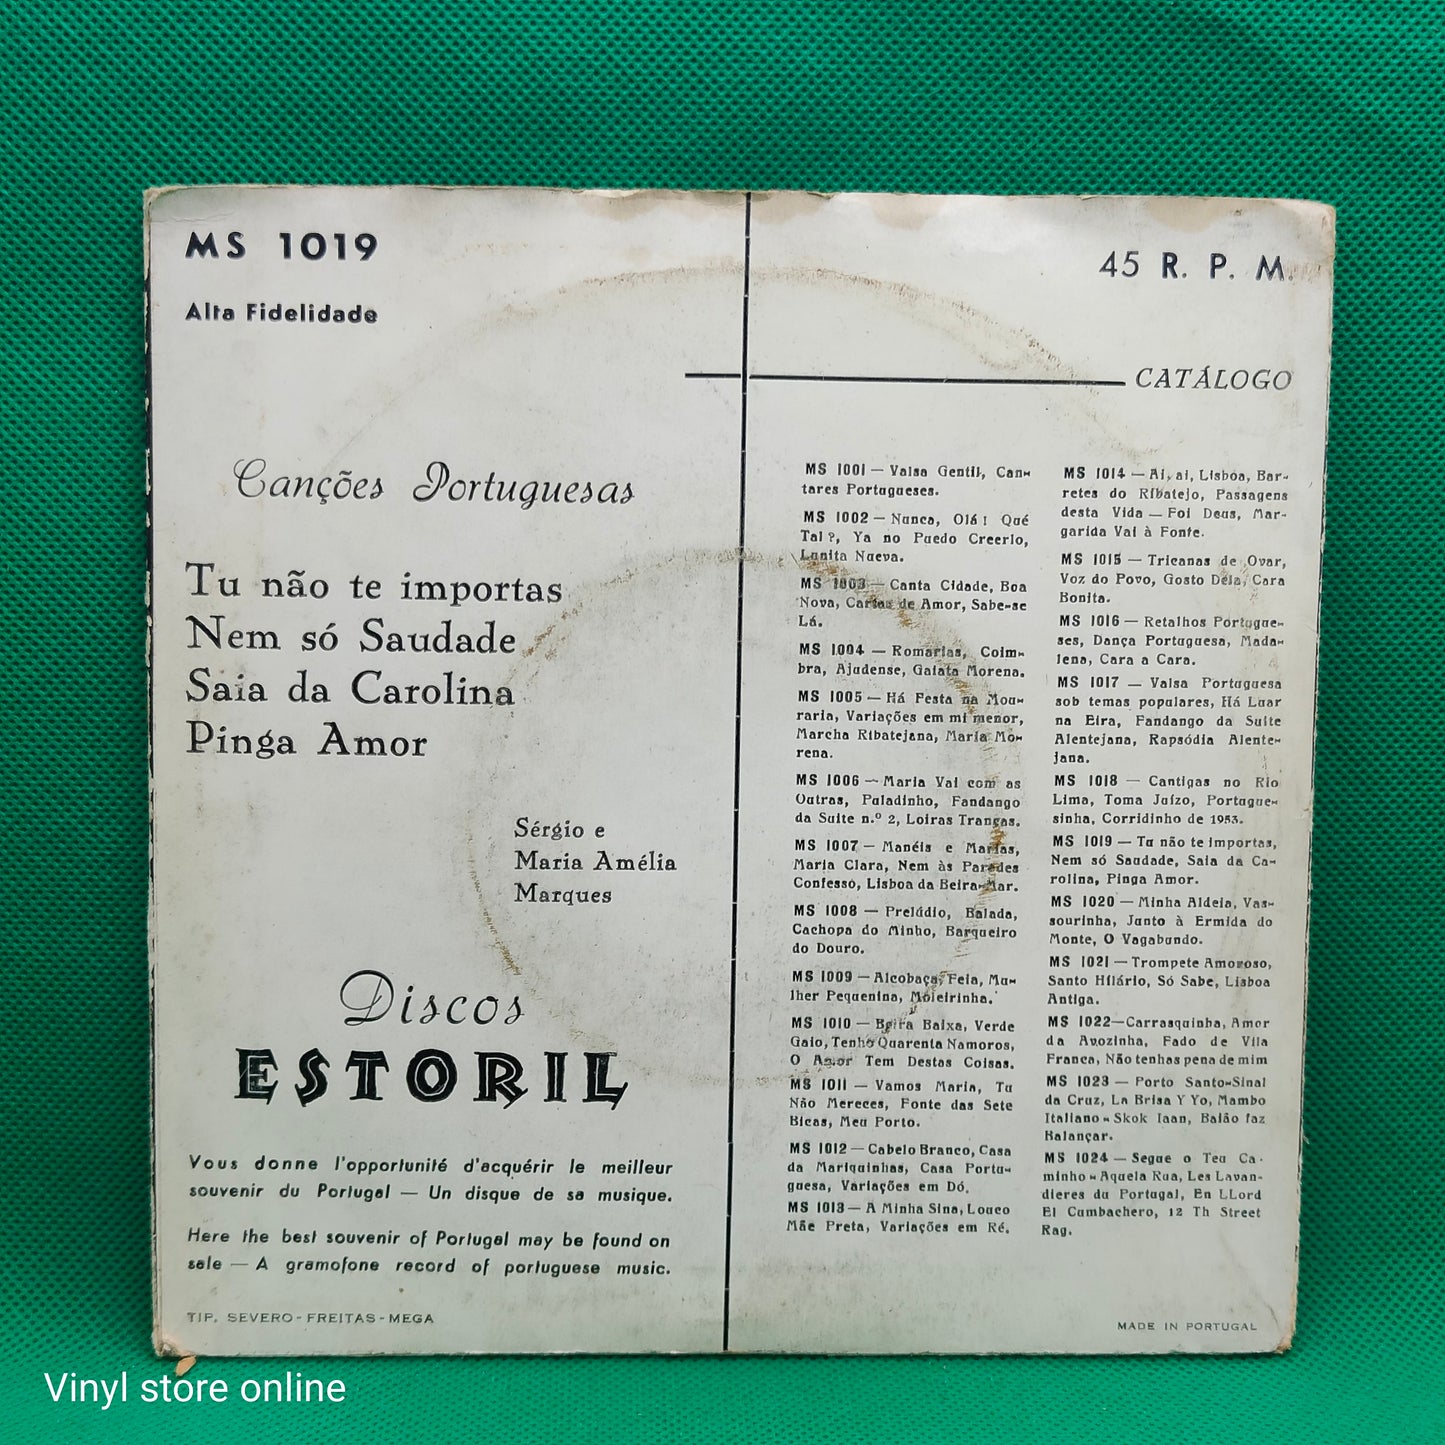 MS 1019
Alta Fidelidade
45 R. P. M.
Canções Portuguesas
Tu não te importas
Nem só Saudade
Saia da Carolina
Pinga Amor
Sérgio e
Maria Amélia
Marques
Discos
ESTORIL
Vous donne l'opportunité d'acquérir le meilleur
souvenir du Portugal — Un disque de sa musique.
Here the best souvenir of Portugal may be found on
sale — A gramofone record of portuguese music.
TIP. SEVERO - FREITAS - MEGA
CATÁLOGO
MS 1001 — Valsa Gentil, Can-
tares Portugueses.
MS 1002 — Nunca, Olá! Qué
Tal?, Ya no Puedo Creerlo,
Lunita Nueva.
MS 1003 — Canta Cidade, Boa
Nova, Cartas de Amor, Sabe-se
Lá.
MS 1004 — Romarias, Coim-
bra, Ajudense, Gaiata Morena.
MS 1005 — Há Festa na Mou-
raria, Variações em mi menor,
Marcha Ribatejana, Maria Mo-
rena.
MS 1006 — Maria Vai com as
Outras, Paladinho, Fandango
da Suite n.º 2, Loiras Tranças.
MS 1007 — Manéis e Marias,
Maria Clara, Nem às Paredes
Confesso, Lisboa da Beira-Mar.
MS 1008 — Prelúdio, Balada,
Cachopa do Minho, Barqueiro
do Douro.
MS 1009 — Alcobaça, Feia, Mu-
lher Pequenina, Moleirinha.
MS 1010 — Beira Baixa, Verde
Gaio, Tenho Quarenta Namoros,
O Amor Tem Destas Coisas.
MS 1011 — Vamos Maria, Tu
Não Mereces, Fonte das Sete
Bicas, Meu Porto.
MS 1012 — Cabelo Branco, Casa
da Mariquinhas, Casa Portu-
guesa, Variações em Dó.
MS 1013 — A Minha Sina, Louco
Mãe Preta, Variações em Ré.
MS 1014 — Ai, ai, Lisboa, Bar-
retes do Ribatejo, Passagens
desta Vida — Foi Deus, Mar-
garida Vai à Fonte.
MS 1015 — Tricanas de Ovar,
Voz do Povo, Gosto Dela, Cara
Bonita.
MS 1016 — Retalhos Portugue-
ses, Dança Portuguesa, Mada-
lena, Cara a Cara.
MS 1017 — Valsa Portuguesa
sob temas populares, Há Luar
na Eira, Fandango da Suite
Alentejana, Rapsódia Alente-
jana.
MS 1018 — Cantigas no Rio
Lima, Toma Juízo, Portugue-
sinha, Corridinho de 1953.
MS 1019 — Tu não te importas,
Nem só Saudade, Saia da Ca-
rolina, Pinga Amor.
MS 1020 — Minha Aldeia, Vas-
sourinha, Junto à Ermida do
Monte, O Vagabundo.
MS 1021 — Trompete Amoroso,
Santo Hilário, Só Sabe, Lisboa
Antiga.
MS 1022—Carrasquinha, Amor
da Avozinha, Fado de Vila
Franca, Não tenhas pena de mim
MS 1023 — Porto Santo-Sinal
da Cruz, La Brisa Y Yo, Mambo
Italiano - Skok Iaan, Balão faz
Balançar.
MS 1024 — Segue o Teu Ca-
minho - Aquela Rua, Les Lavan-
dieres du Portugal, En LLord
El Cumbachero, 12 Th Street
Rag.
MADE IN PORTUGAL
Vinyl store online